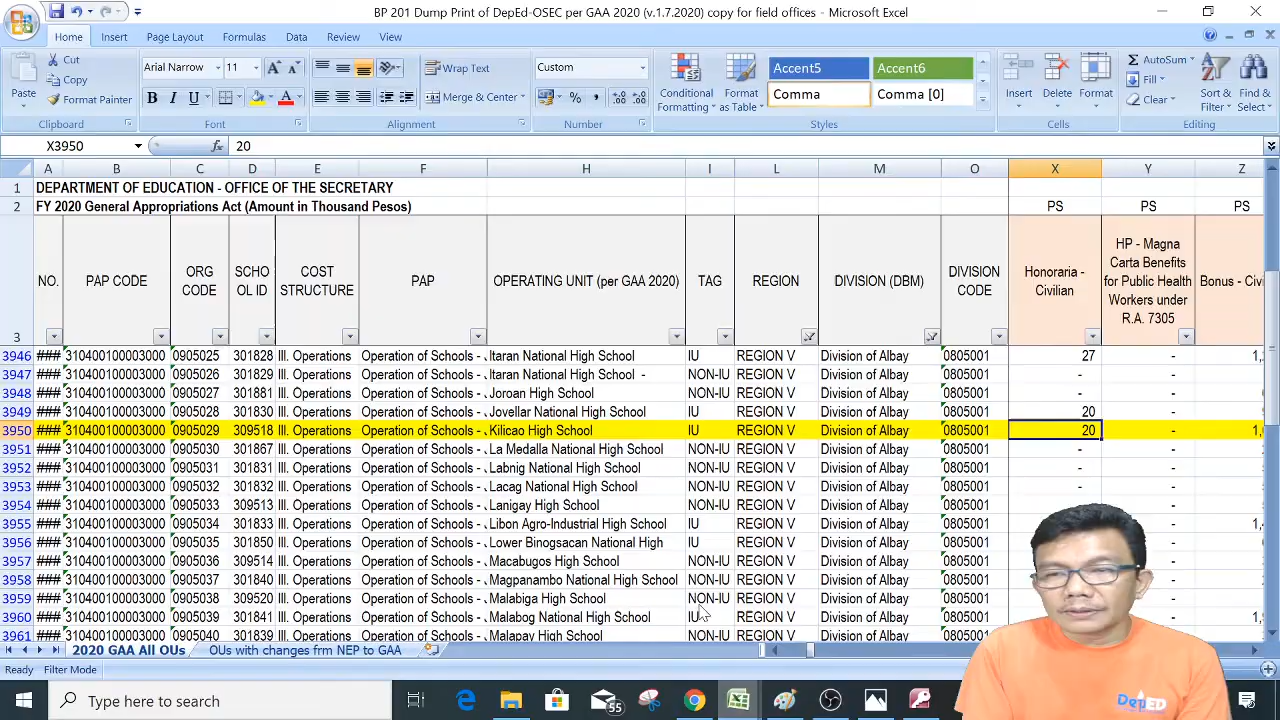 BP 201 Dump Print of DepEd-OSEC per GAA 2020 (v.1.7.2020) copy for field offices - Microsoft Excel
Home Insert Page Layout Formulas Data Review View
Cut Arial Narrow 11 A A Wrap Text Custom Accent5 Accent6 Σ AutoSum
Copy Fill
Paste Format Painter B I U A Merge & Center % , Conditional Formatting Format as Table Comma Comma [0] Insert Delete Format Clear Sort & Filter Find & Select
Clipboard Font Alignment Number Styles Cells Editing
X3950 fx 20
A B C D E F H I L M O X Y Z
1 DEPARTMENT OF EDUCATION - OFFICE OF THE SECRETARY
2 FY 2020 General Appropriations Act (Amount in Thousand Pesos) PS PS PS
3 NO. PAP CODE ORG CODE SCHO OL ID COST STRUCTURE PAP OPERATING UNIT (per GAA 2020) TAG REGION DIVISION (DBM) DIVISION CODE Honoraria - Civilian HP - Magna Carta Benefits for Public Health Workers under R.A. 7305 Bonus - Civi
3946 ### 310400100003000 0905025 301828 III. Operations Operation of Schools - Itaran National High School IU REGION V Division of Albay 0805001 27 -
3947 ### 310400100003000 0905026 301829 III. Operations Operation of Schools - Itaran National High School - NON-IU REGION V Division of Albay 0805001 - -
3948 ### 310400100003000 0905027 301881 III. Operations Operation of Schools - Joroan High School NON-IU REGION V Division of Albay 0805001 - -
3949 ### 310400100003000 0905028 301830 III. Operations Operation of Schools - Jovellar National High School IU REGION V Division of Albay 0805001 20 -
3950 ### 310400100003000 0905029 309518 III. Operations Operation of Schools - Kilicao High School IU REGION V Division of Albay 0805001 20 -
3951 ### 310400100003000 0905030 301867 III. Operations Operation of Schools - La Medalla National High School NON-IU REGION V Division of Albay 0805001 - -
3952 ### 310400100003000 0905031 301831 III. Operations Operation of Schools - Labnig National High School NON-IU REGION V Division of Albay 0805001 - -
3953 ### 310400100003000 0905032 301832 III. Operations Operation of Schools - Lacag National High School NON-IU REGION V Division of Albay 0805001 - -
3954 ### 310400100003000 0905033 309513 III. Operations Operation of Schools - Lanigay High School NON-IU REGION V Division of Albay 0805001 -
3955 ### 310400100003000 0905034 301833 III. Operations Operation of Schools - Libon Agro-Industrial High School IU REGION V Division of Albay 0805001 -
3956 ### 310400100003000 0905035 301850 III. Operations Operation of Schools - Lower Binogsacan National High IU REGION V Division of Albay 0805001 -
3957 ### 310400100003000 0905036 309514 III. Operations Operation of Schools - Macabugos High School NON-IU REGION V Division of Albay 0805001 -
3958 ### 310400100003000 0905037 301840 III. Operations Operation of Schools - Magpanambo National High School NON-IU REGION V Division of Albay 0805001 -
3959 ### 310400100003000 0905038 309520 III. Operations Operation of Schools - Malabiga High School NON-IU REGION V Division of Albay 0805001 -
3960 ### 310400100003000 0905039 301841 III. Operations Operation of Schools - Malabog National High School IU REGION V Division of Albay 0805001 -
3961 ### 310400100003000 0905040 301839 III. Operations Operation of Schools - Malapay High School NON-IU REGION V Division of Albay 0805001
2020 GAA All OUs OUs with changes frm NEP to GAA
Ready Filter Mode
Type here to search 55
DepED